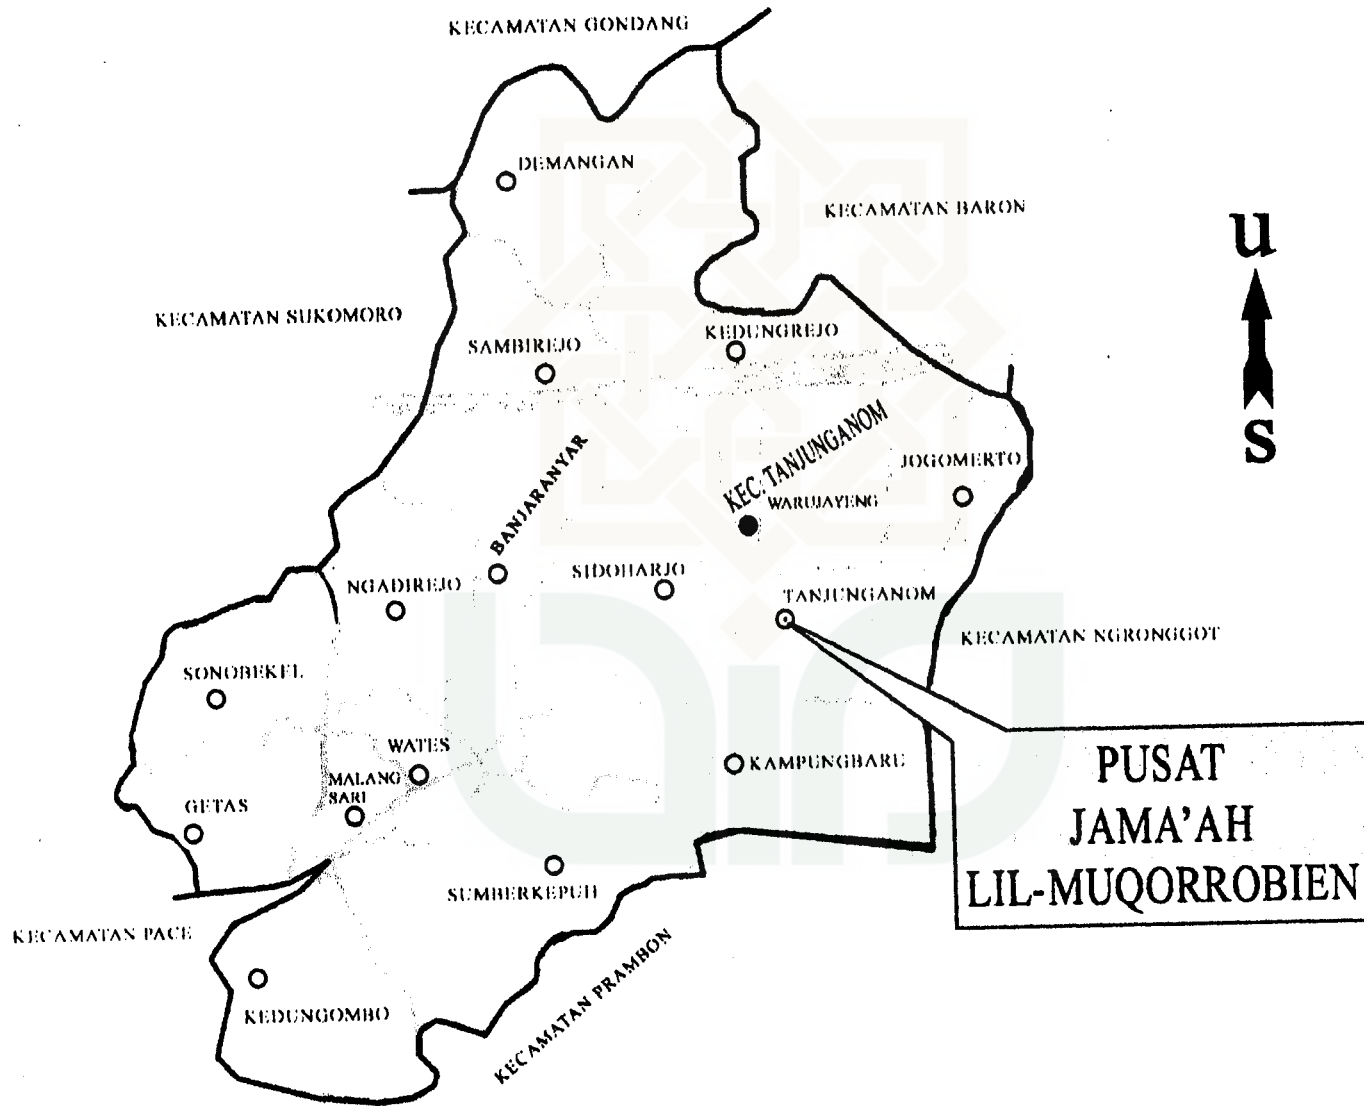 KECAMATAN GONDANG
DEMANGAN
KECAMATAN BARON
U
KECAMATAN SUKOMORO
SAMBIREJO
KEDUNGREJO
S
BANJARANYAR
KEC. TANJUNGANOM
WARUJAYENG
JOGOMERTO
NGADIREJO
SIDOHARJO
TANJUNGANOM
KECAMATAN NGRONGGOT
SONOBEKEL
WATES
MALANG
SARI
KAMPUNGBARU
GETAS
PUSAT
JAMA'AH
LIL-MUQORROBIEN
SUMBERKEPUH
KECAMATAN PACE
KEDUNGOMBO
KECAMATAN PRAMBON